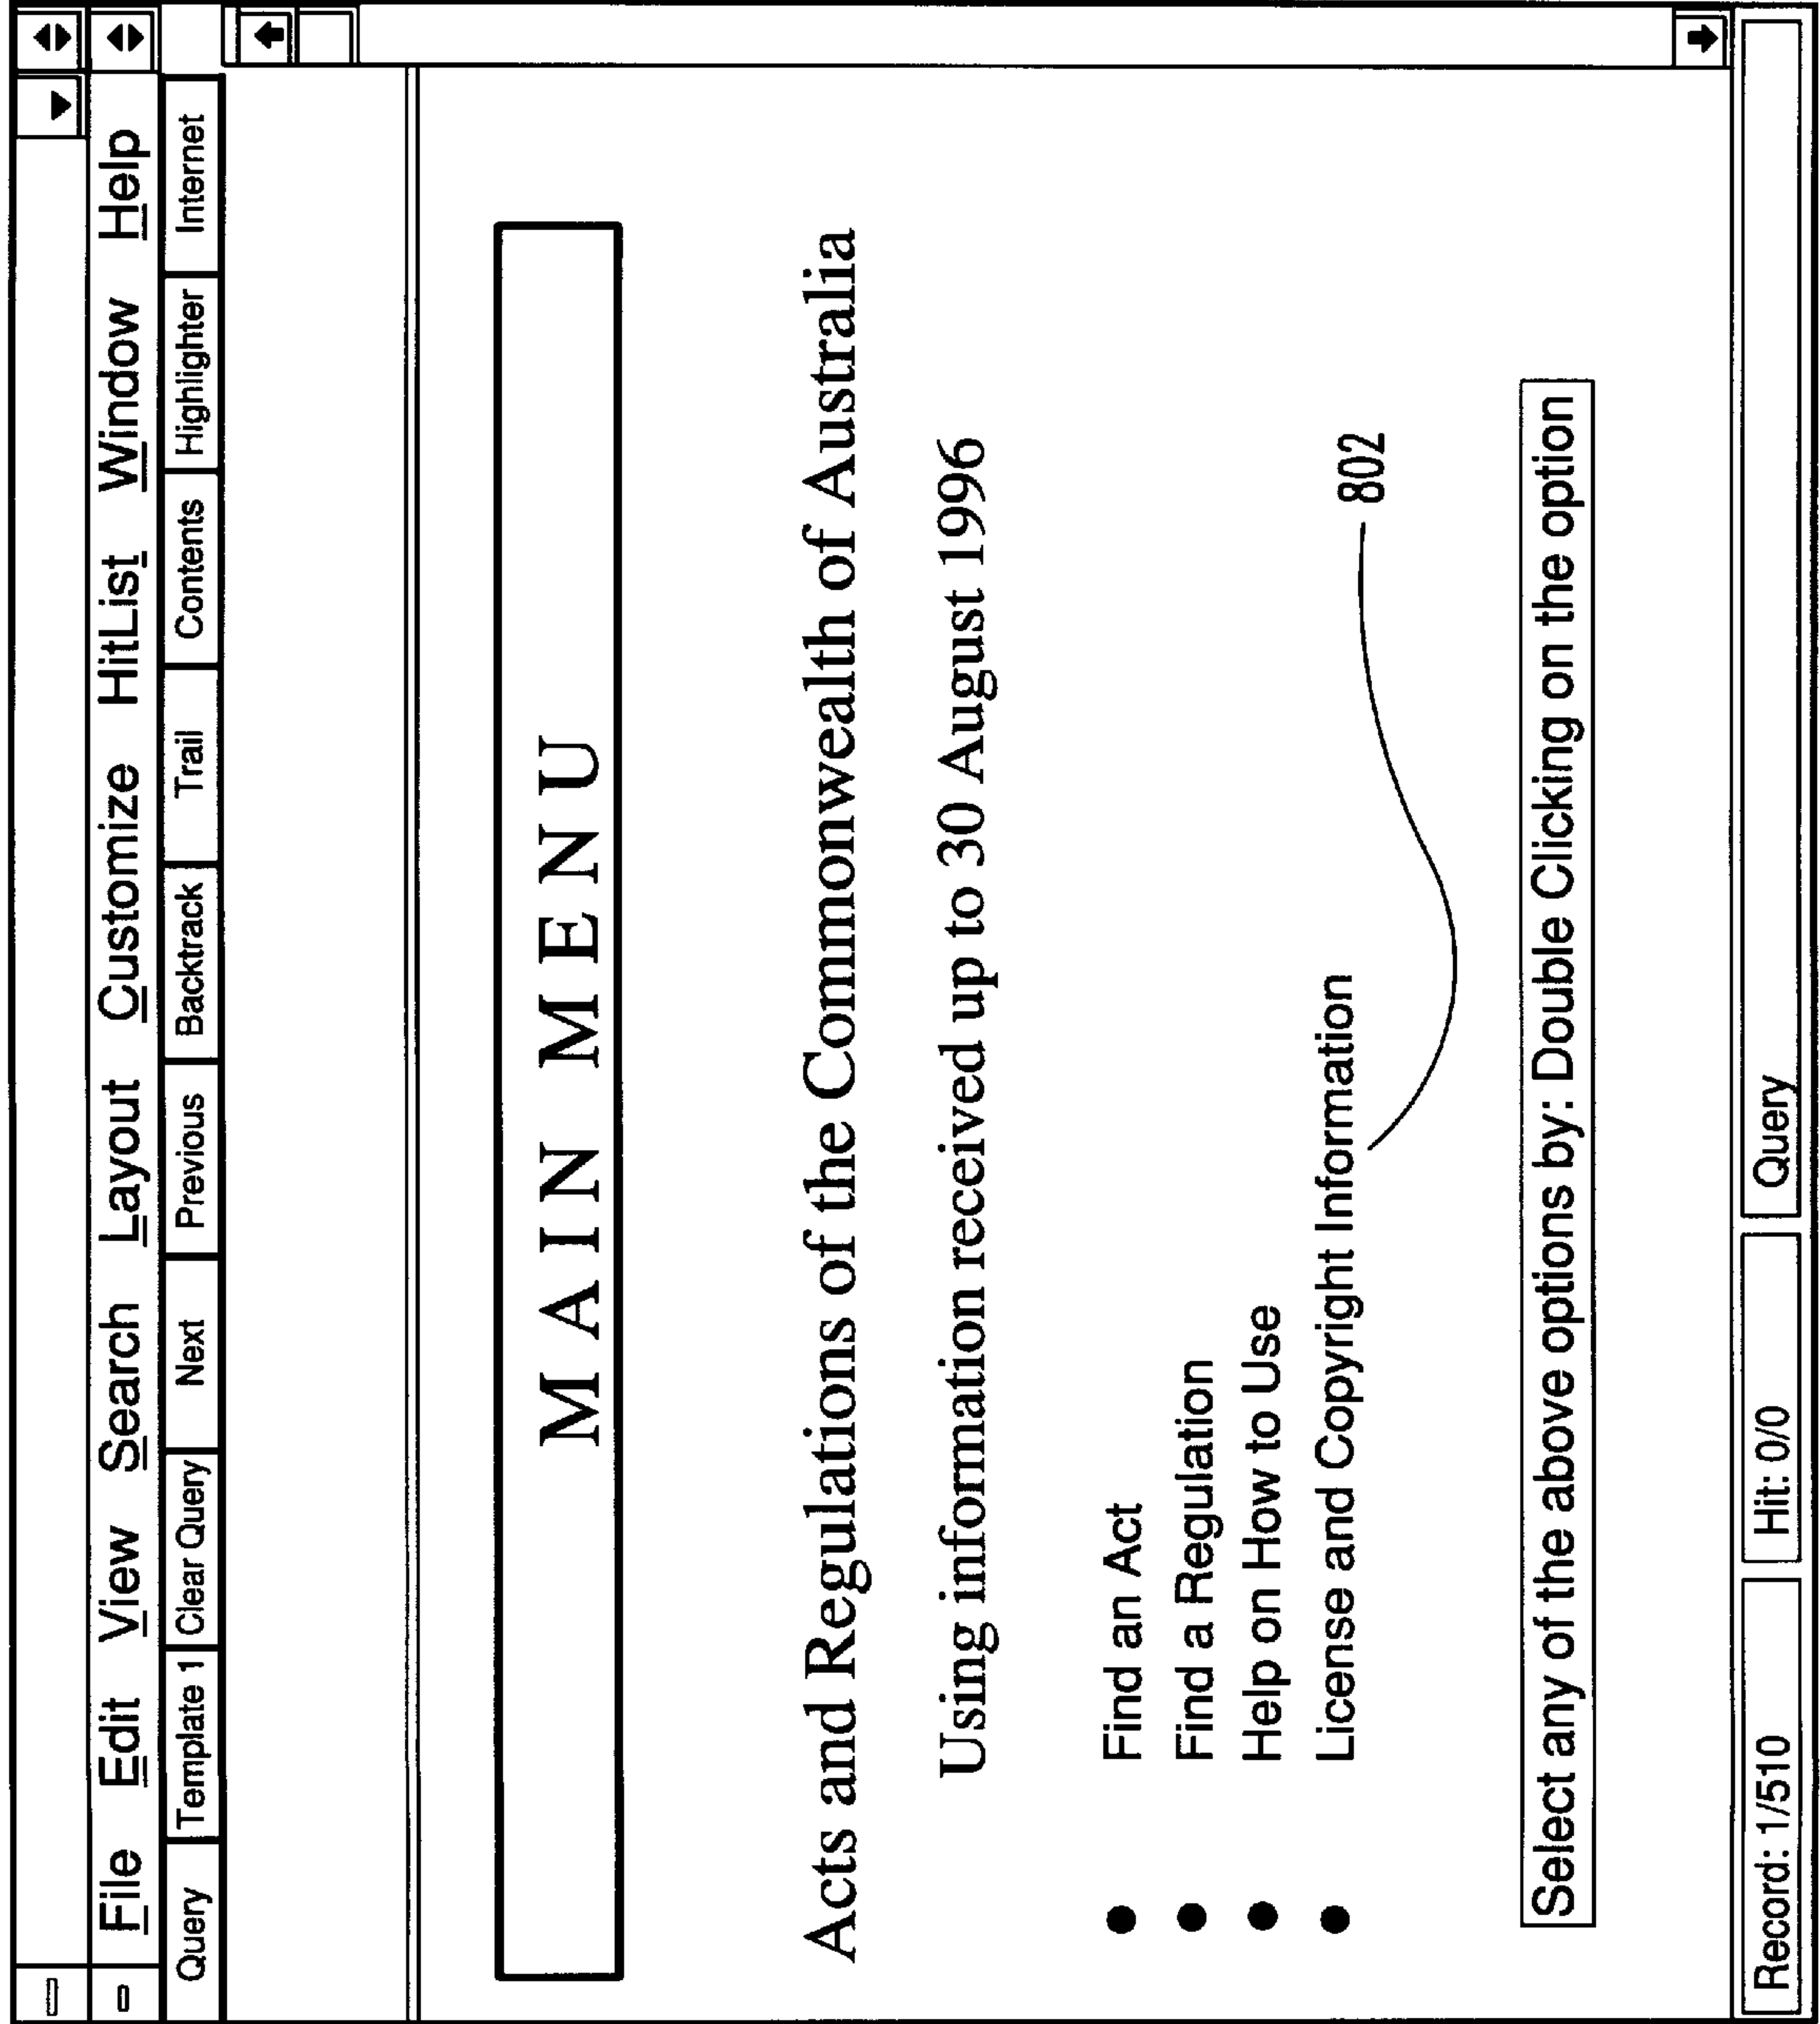 File Edit View Search Layout Customize HitList Window Help
Query Template 1 Clear Query Next Previous Backtrack Trail Contents Highlighter Internet
MAIN MENU
Acts and Regulations of the Commonwealth of Australia
Using information received up to 30 August 1996
● Find an Act
● Find a Regulation
● Help on How to Use
● License and Copyright Information
802
Select any of the above options by: Double Clicking on the option
Record: 1/510 Hit: 0/0 Query